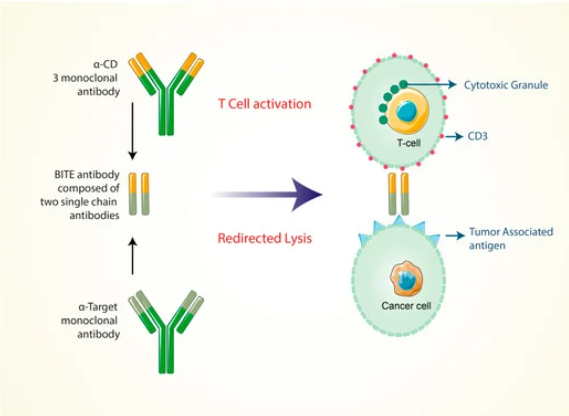 α-CD
3 monoclonal
antibody
T Cell activation
Cytotoxic Granule
T-cell
CD3
BITE antibody
composed of
two single chain
antibodies
Redirected Lysis
Tumor Associated
antigen
Cancer cell
α-Target
monoclonal
antibody